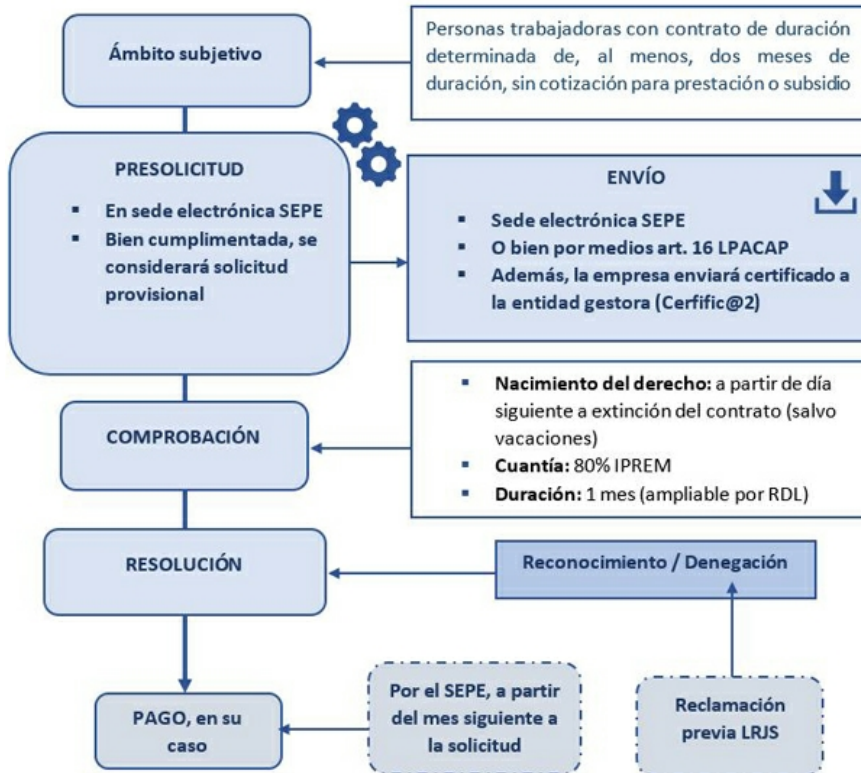 Ámbito subjetivo
Personas trabajadoras con contrato de duración
determinada de, al menos, dos meses de
duración, sin cotización para prestación o subsidio
PRESOLICITUD
▪ En sede electrónica SEPE
▪ Bien cumplimentada, se
considerará solicitud
provisional
ENVÍO
▪ Sede electrónica SEPE
▪ O bien por medios art. 16 LPACAP
▪ Además, la empresa enviará certificado a
la entidad gestora (Cerfific@2)
COMPROBACIÓN
▪ Nacimiento del derecho: a partir de día
siguiente a extinción del contrato (salvo
vacaciones)
▪ Cuantía: 80% IPREM
▪ Duración: 1 mes (ampliable por RDL)
RESOLUCIÓN
Reconocimiento / Denegación
PAGO, en su
caso
Por el SEPE, a partir
del mes siguiente a
la solicitud
Reclamación
previa LRJS